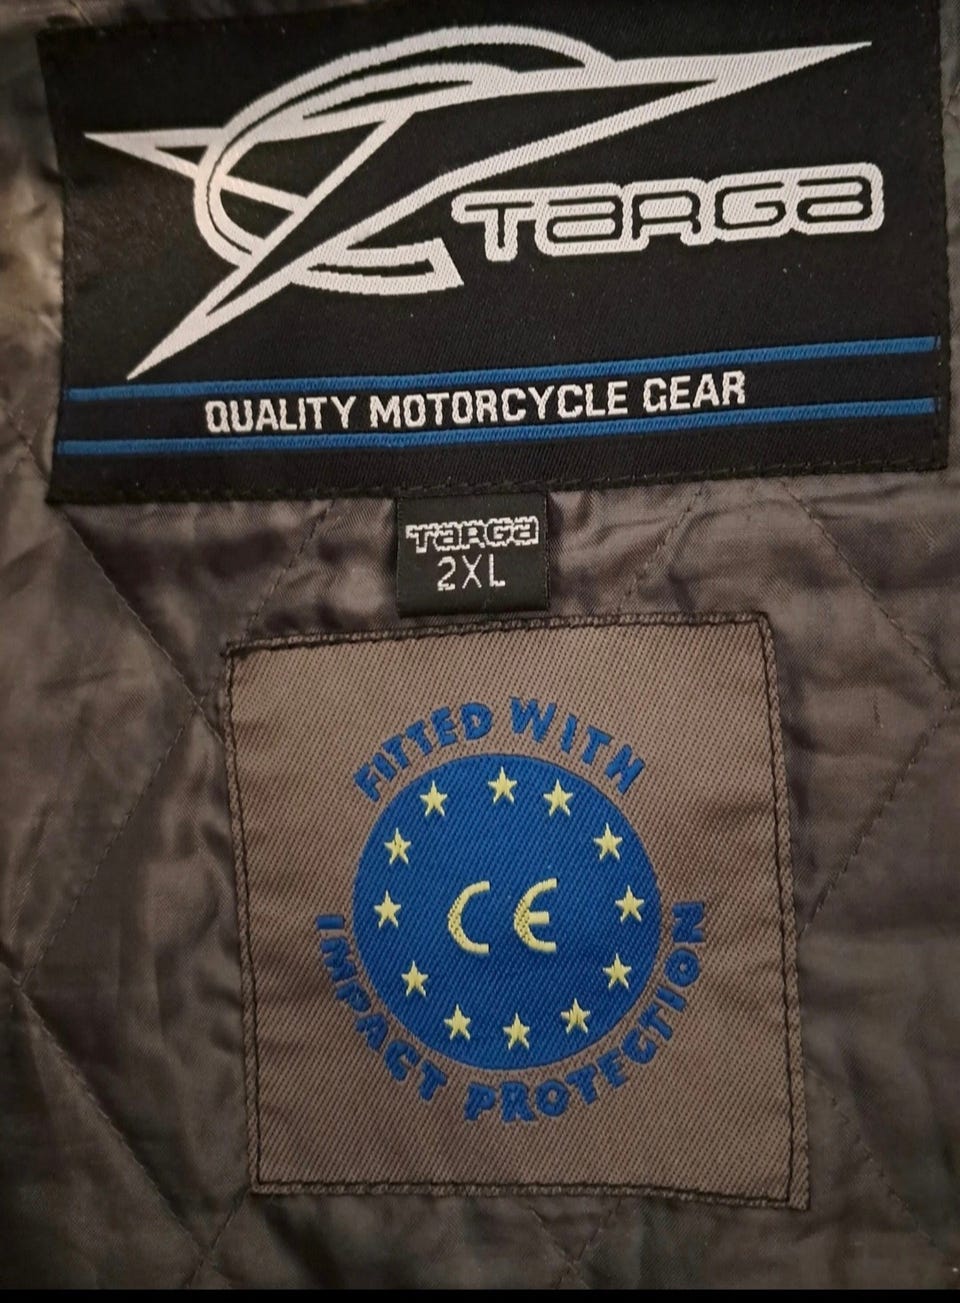 TARGa
QUALITY MOTORCYCLE GEAR
TARGa
2XL
FITTED WITH
CE
IMPACT PROTECTION